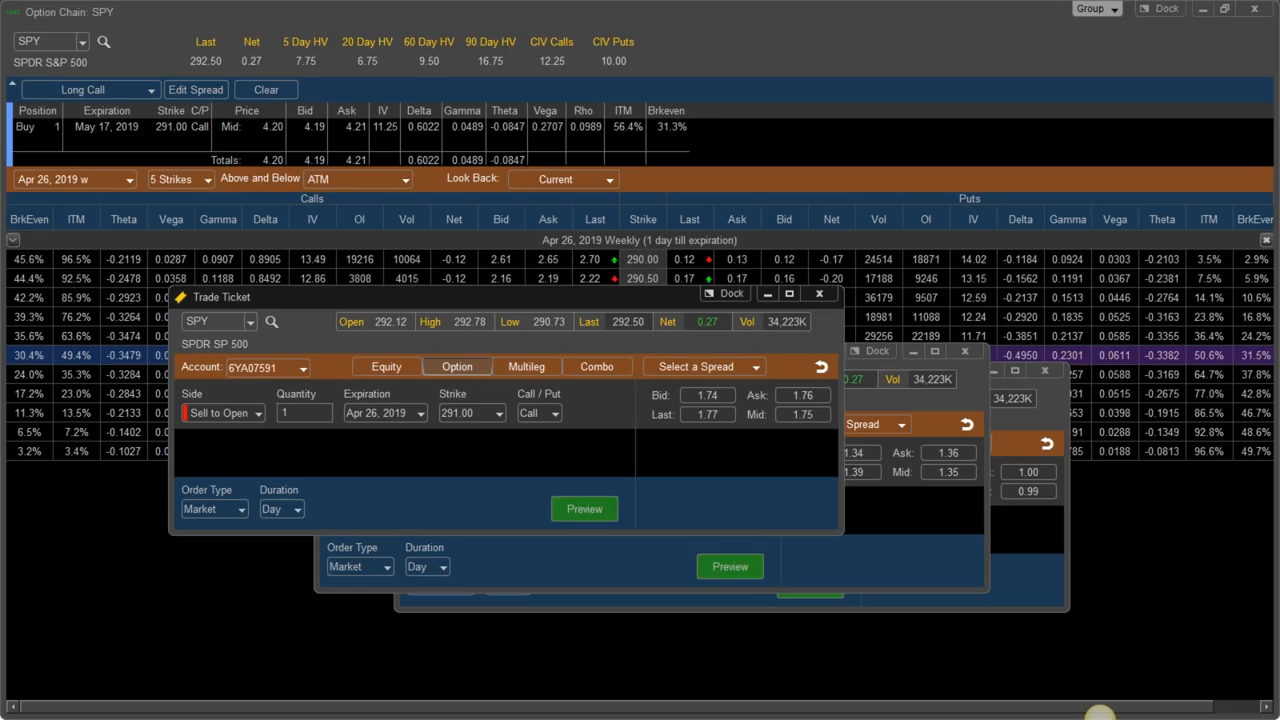 Option Chain: SPY Group Dock
SPY
Last Net 5 Day HV 20 Day HV 60 Day HV 90 Day HV CIV Calls CIV Puts
SPDR S&P 500 292.50 0.27 7.75 6.75 9.50 16.75 12.25 10.00
Long Call Edit Spread Clear
Position Expiration Strike C/P Price Bid Ask IV Delta Gamma Theta Vega Rho ITM Brkeven
Buy 1 May 17, 2019 291.00 Call Mid: 4.20 4.19 4.21 11.25 0.6022 0.0489 -0.0847 0.2707 0.0989 56.4% 31.3%
Totals: 4.20 4.19 4.21 0.6022 0.0489 -0.0847
Apr 26, 2019 w 5 Strikes Above and Below ATM Look Back: Current
Calls Puts
BrkEven ITM Theta Vega Gamma Delta IV OI Vol Net Bid Ask Last Strike Last Ask Bid Net Vol OI IV Delta Gamma Vega Theta ITM BrkEven
Apr 26, 2019 Weekly (1 day till expiration)
45.6% 96.5% -0.2119 0.0287 0.0907 0.8905 13.49 19216 10064 -0.12 2.61 2.65 2.70 290.00 0.12 0.13 0.12 -0.17 24514 18871 14.02 -0.1184 0.0924 0.0303 -0.2103 3.5% 2.9%
44.4% 92.5% -0.2478 0.0358 0.1188 0.8492 12.86 3808 4015 -0.12 2.16 2.19 2.22 290.50 0.13 0.17 0.16 -0.20 17188 9246 13.15 -0.1562 0.1191 0.0367 -0.2434 7.5% 5.9%
42.2% 85.9% -0.2923 36179 9507 12.59 -0.2137 0.1513 0.0446 -0.2764 14.1% 10.6%
39.3% 76.2% -0.3264 18981 11088 12.24 -0.2920 0.1835 0.0525 -0.3168 23.8% 16.8%
35.6% 63.6% -0.3474 29256 22189 11.71 -0.3851 0.2137 0.0585 -0.3355 36.4% 24.2%
30.4% 49.4% -0.3479 -0.4950 0.2301 0.0611 -0.3382 50.6% 31.5%
24.0% 35.3% -0.3284 0.0588 -0.3169 64.7% 37.7%
17.2% 23.0% -0.2843 0.0515 -0.2631 77.0% 42.8%
11.3% 13.5% -0.2133 0.0398 -0.1915 86.5% 46.7%
6.5% 7.2% -0.1402 0.0288 -0.1349 92.8% 48.6%
3.2% 3.4% -0.1027 785 0.0188 -0.0813 96.6% 49.7%
Trade Ticket Dock
SPY Open 292.12 High 292.78 Low 290.73 Last 292.50 Net 0.27 Vol 34,223K
SPDR SP 500
Account: 6YA07591 Equity Option Multileg Combo Select a Spread
Side Quantity Expiration Strike Call / Put
Sell to Open 1 Apr 26, 2019 291.00 Call
Bid: 1.74 Ask: 1.76
Last: 1.77 Mid: 1.75
Order Type Duration
Market Day Preview
Dock
0.27 Vol 34,223K
Spread
1.34 Ask: 1.36
1.39 Mid: 1.35
Order Type Duration
Market Day Preview
34,223K
1.00
0.99